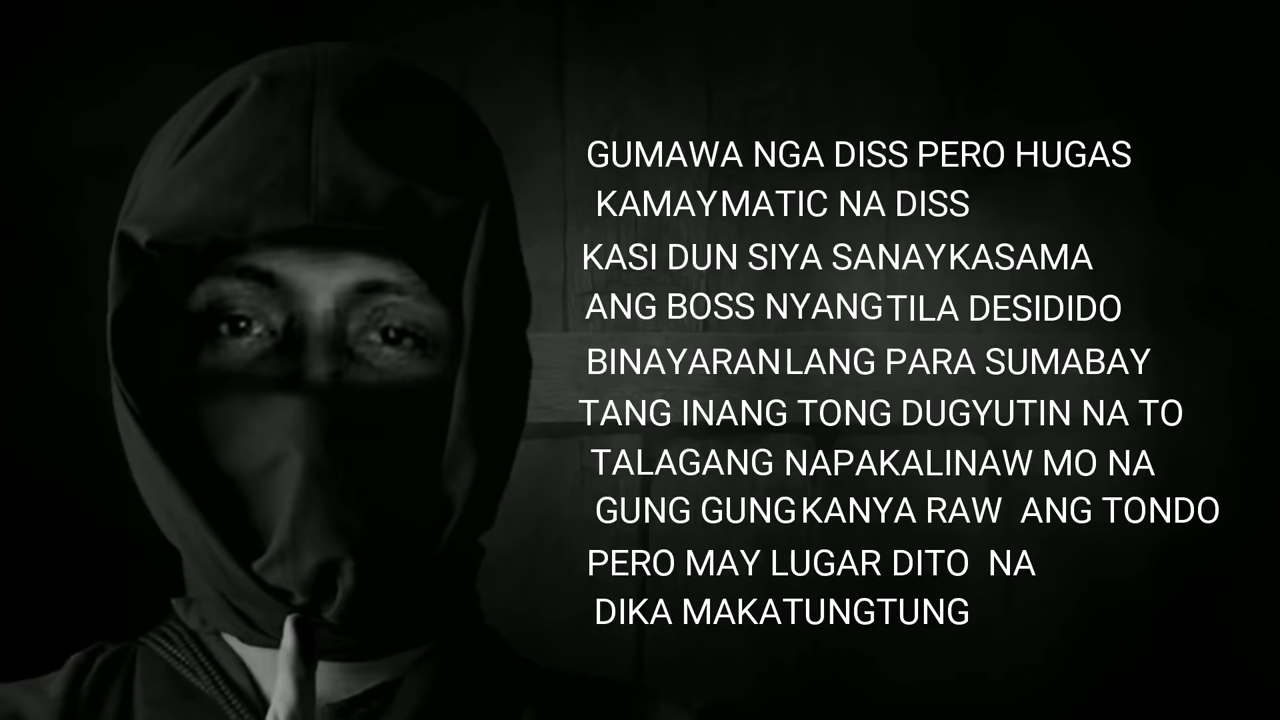 GUMAWA NGA DISS PERO HUGAS
KAMAYMATIC NA DISS
KASI DUN SIYA SANAYKASAMA
ANG BOSS NYANGTILA DESIDIDO
BINAYARANLANG PARA SUMABAY
TANG INANG TONG DUGYUTIN NA TO
TALAGANG NAPAKALINAW MO NA
GUNG GUNGKANYA RAW ANG TONDO
PERO MAY LUGAR DITO NA
DIKA MAKATUNGTUNG